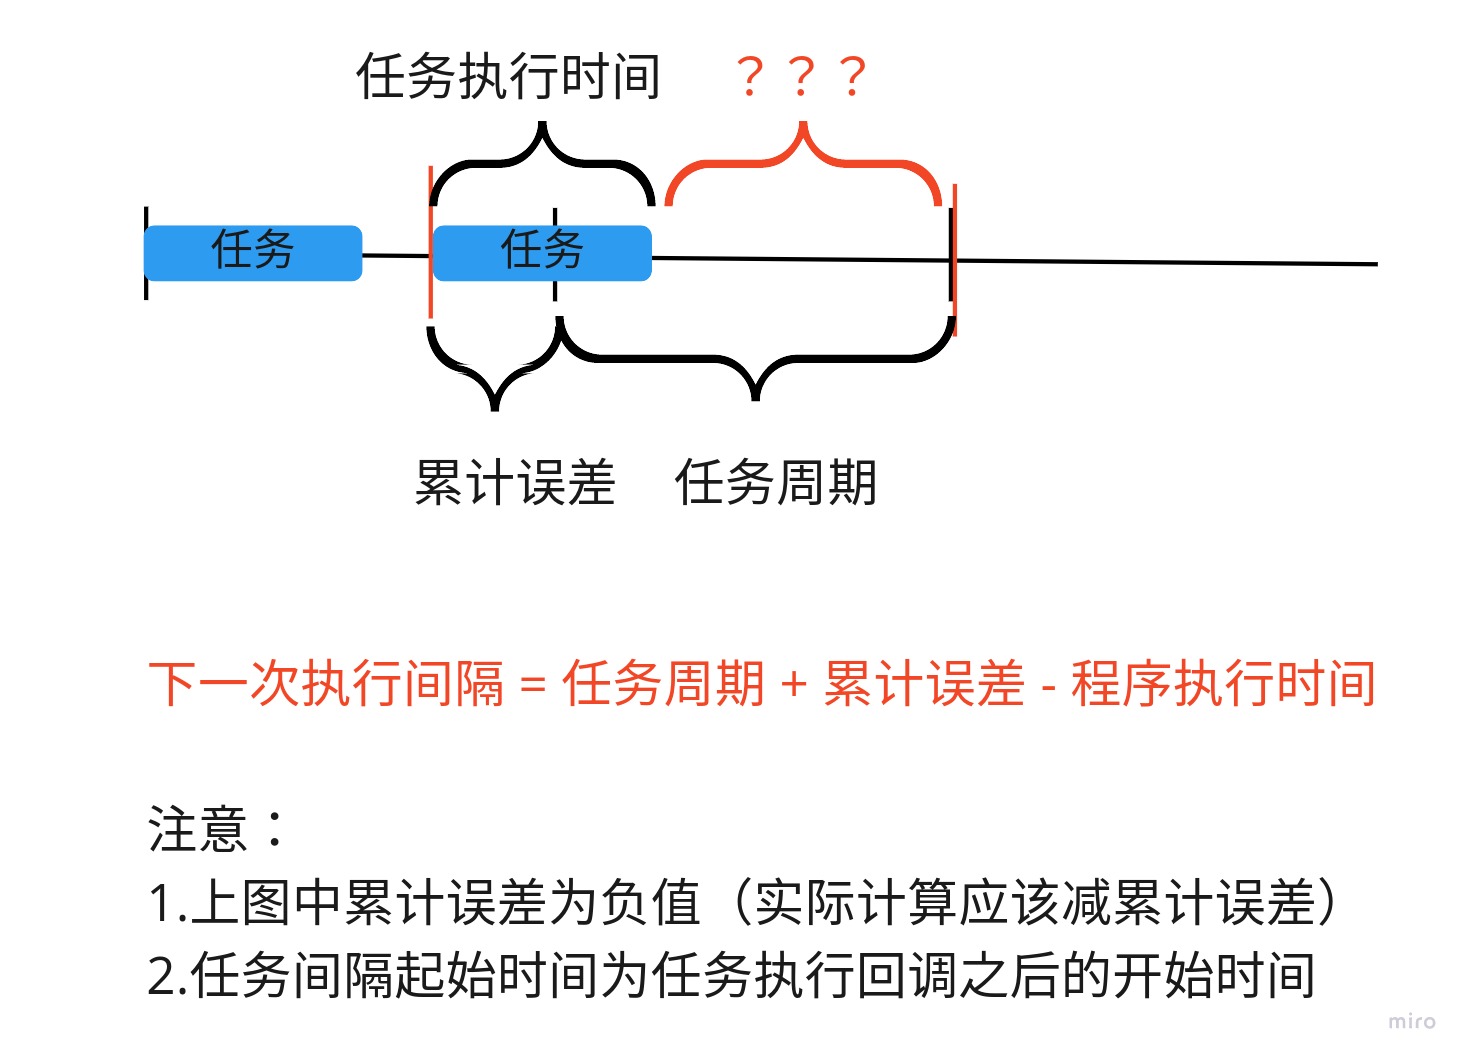 任务执行时间 ？？？
任务 任务
累计误差 任务周期
下一次执行间隔 = 任务周期 + 累计误差 - 程序执行时间
注意：
1.上图中累计误差为负值（实际计算应该减累计误差）
2.任务间隔起始时间为任务执行回调之后的开始时间
miro